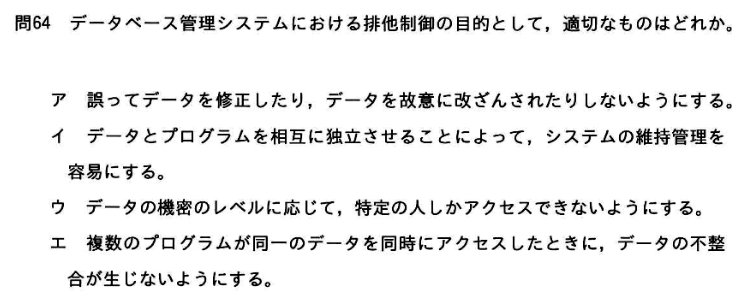 問64　データベース管理システムにおける排他制御の目的として，適切なものはどれか。
ア　誤ってデータを修正したり，データを故意に改ざんされたりしないようにする。
イ　データとプログラムを相互に独立させることによって，システムの維持管理を
容易にする。
ウ　データの機密のレベルに応じて，特定の人しかアクセスできないようにする。
エ　複数のプログラムが同一のデータを同時にアクセスしたときに，データの不整
合が生じないようにする。